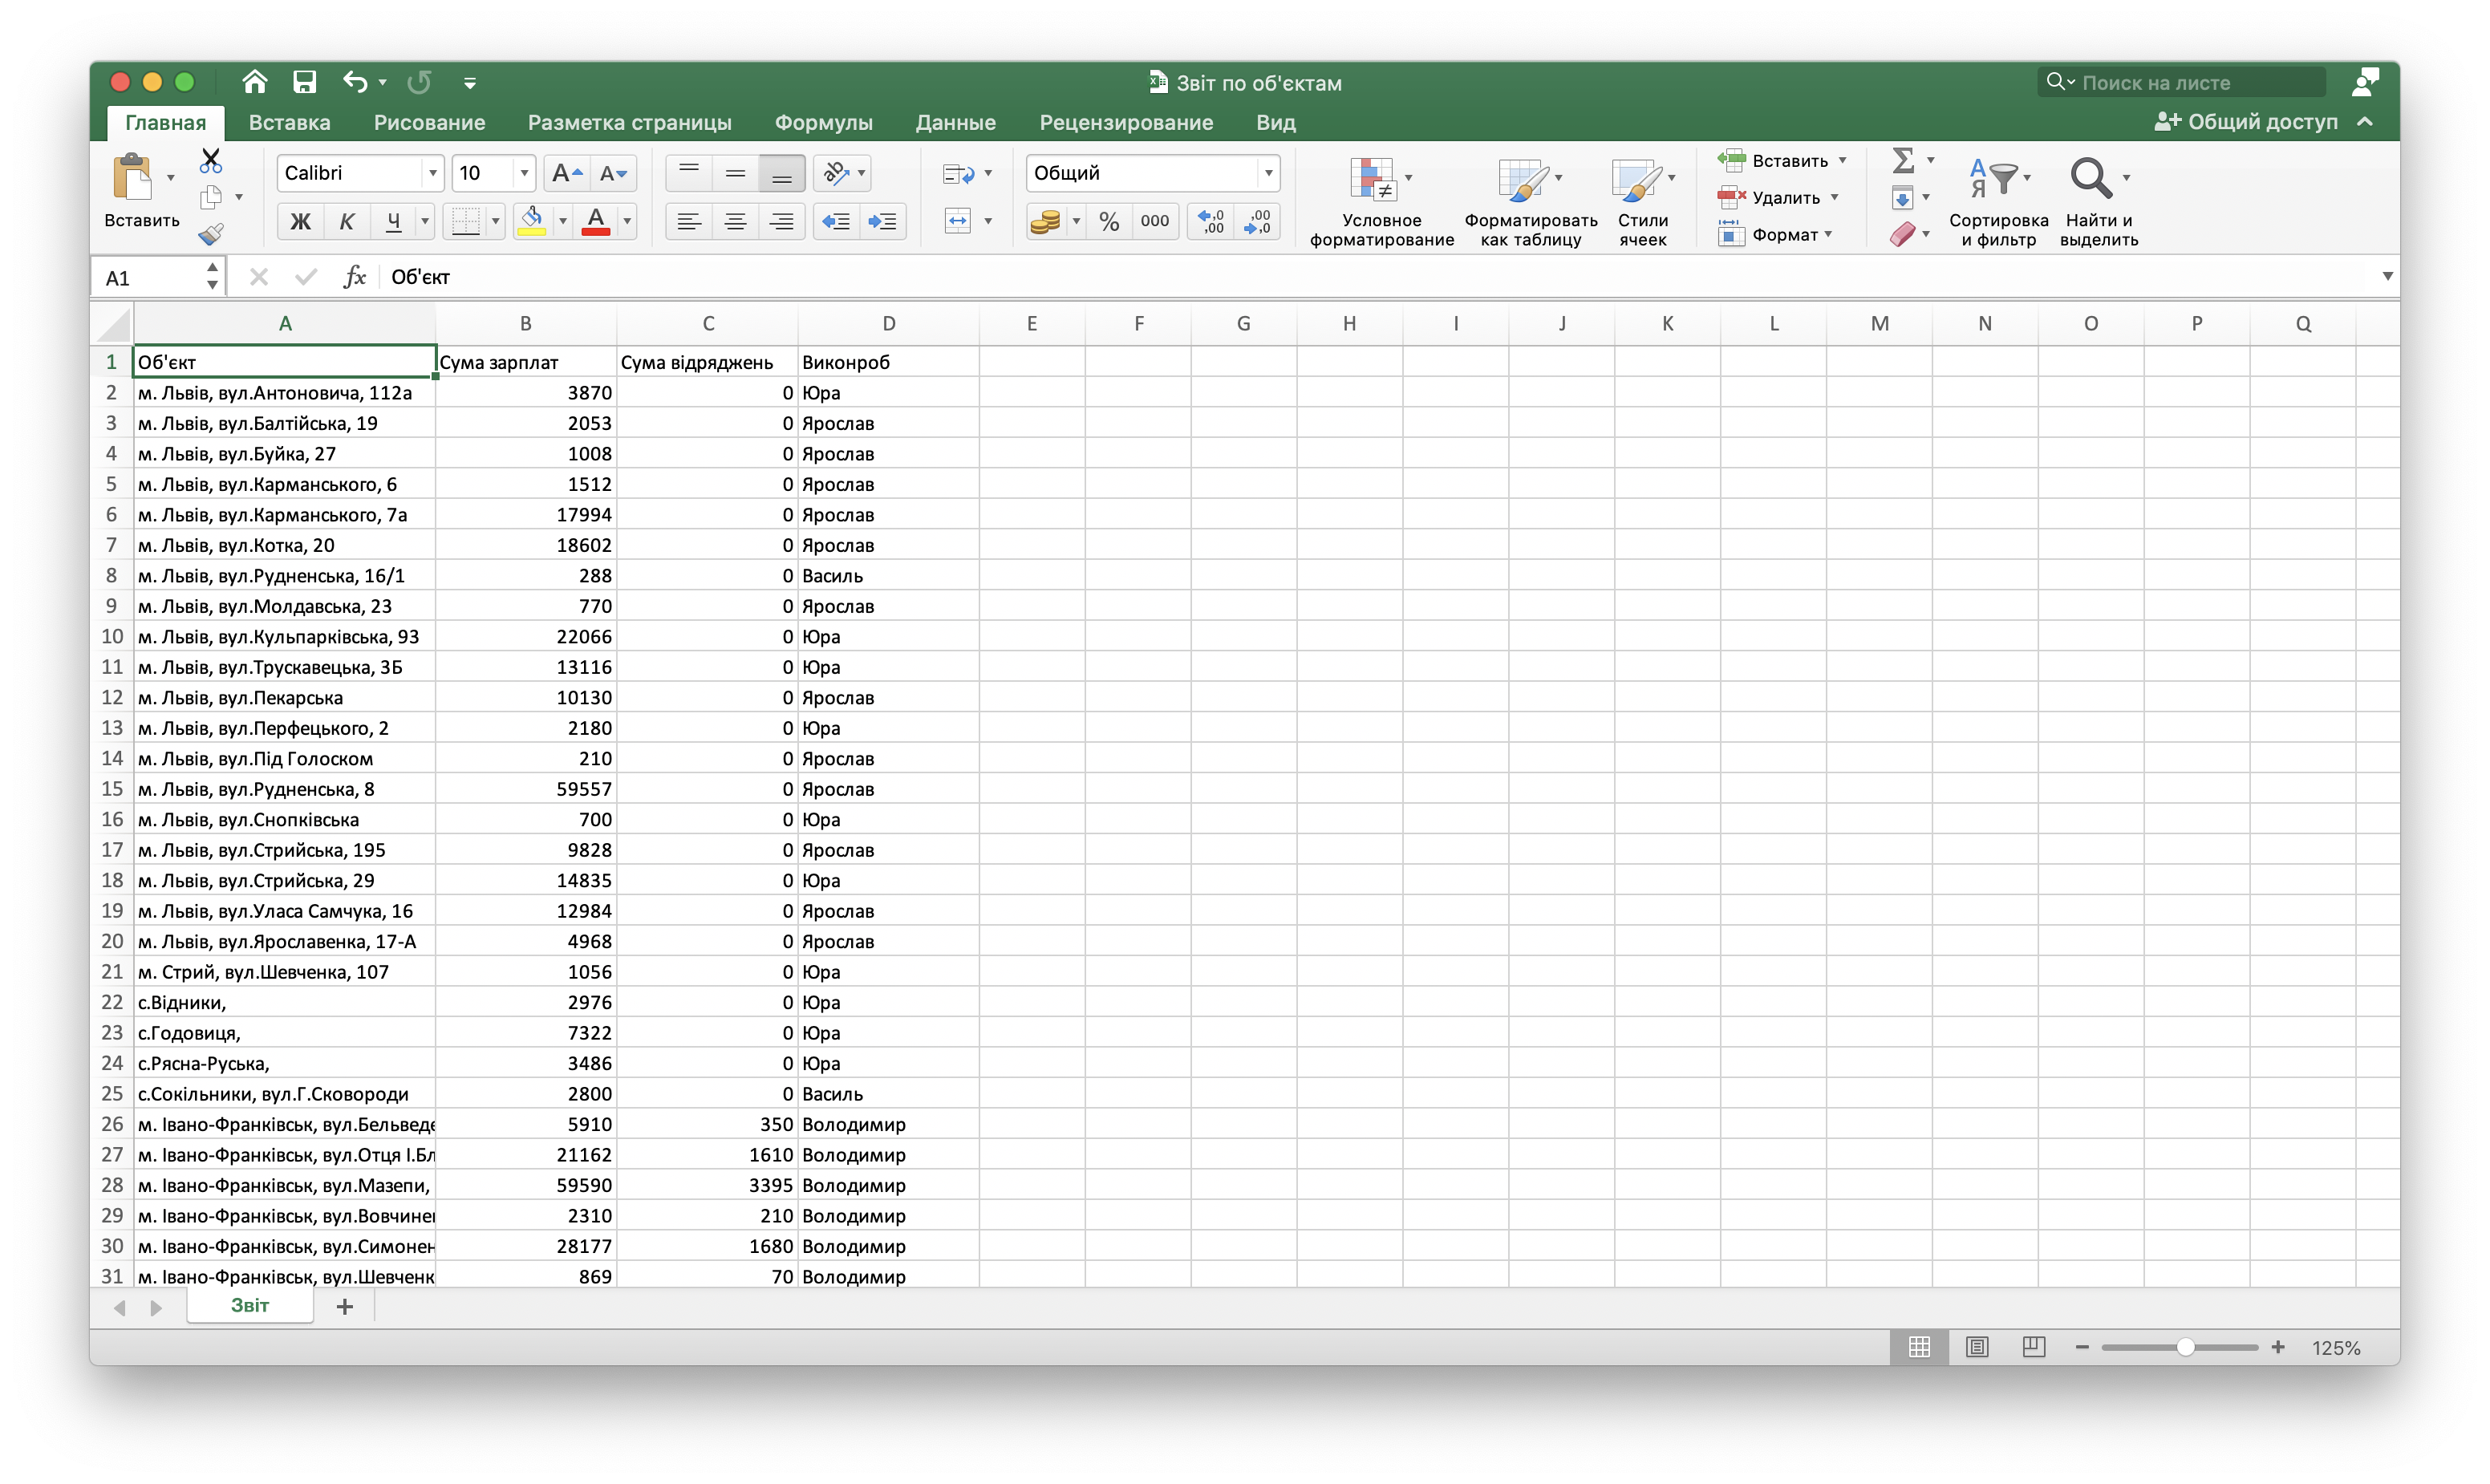 Звіт по об'єктам
Поиск на листе
Главная Вставка Рисование Разметка страницы Формулы Данные Рецензирование Вид Общий доступ
Вставить
Calibri 10
Ж К Ч
Общий
% 000 ,0 ,00 ,00 ,0
Условное форматирование
Форматировать как таблицу
Стили ячеек
Вставить
Удалить
Формат
Сортировка и фильтр
Найти и выделить
A1 fx Об'єкт
A B C D E F G H I J K L M N O P Q
1 Об'єкт Сума зарплат Сума відряджень Виконроб
2 м. Львів, вул.Антоновича, 112а 3870 0 Юра
3 м. Львів, вул.Балтійська, 19 2053 0 Ярослав
4 м. Львів, вул.Буйка, 27 1008 0 Ярослав
5 м. Львів, вул.Карманського, 6 1512 0 Ярослав
6 м. Львів, вул.Карманського, 7а 17994 0 Ярослав
7 м. Львів, вул.Котка, 20 18602 0 Ярослав
8 м. Львів, вул.Рудненська, 16/1 288 0 Василь
9 м. Львів, вул.Молдавська, 23 770 0 Ярослав
10 м. Львів, вул.Кульпарківська, 93 22066 0 Юра
11 м. Львів, вул.Трускавецька, 3Б 13116 0 Юра
12 м. Львів, вул.Пекарська 10130 0 Ярослав
13 м. Львів, вул.Перфецького, 2 2180 0 Юра
14 м. Львів, вул.Під Голоском 210 0 Ярослав
15 м. Львів, вул.Рудненська, 8 59557 0 Ярослав
16 м. Львів, вул.Снопківська 700 0 Юра
17 м. Львів, вул.Стрийська, 195 9828 0 Ярослав
18 м. Львів, вул.Стрийська, 29 14835 0 Юра
19 м. Львів, вул.Уласа Самчука, 16 12984 0 Ярослав
20 м. Львів, вул.Ярославенка, 17-А 4968 0 Ярослав
21 м. Стрий, вул.Шевченка, 107 1056 0 Юра
22 с.Відники, 2976 0 Юра
23 с.Годовиця, 7322 0 Юра
24 с.Рясна-Руська, 3486 0 Юра
25 с.Сокільники, вул.Г.Сковороди 2800 0 Василь
26 м. Івано-Франківськ, вул.Бельведе 5910 350 Володимир
27 м. Івано-Франківськ, вул.Отця І.Бл 21162 1610 Володимир
28 м. Івано-Франківськ, вул.Мазепи, 59590 3395 Володимир
29 м. Івано-Франківськ, вул.Вовчине 2310 210 Володимир
30 м. Івано-Франківськ, вул.Симонен 28177 1680 Володимир
31 м. Івано-Франківськ, вул.Шевченк 869 70 Володимир
Звіт
125%